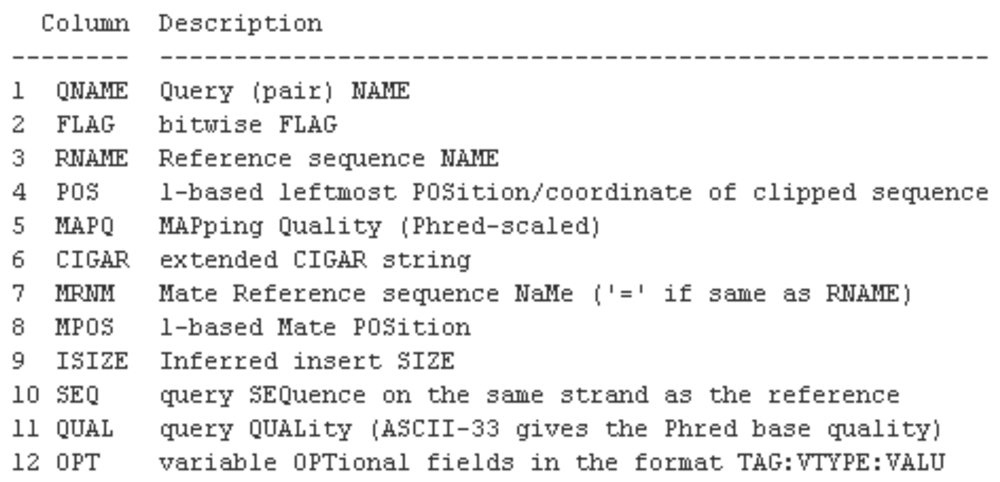 Column Description
-------- --------------------------------------------------------
1 QNAME Query (pair) NAME
2 FLAG bitwise FLAG
3 RNAME Reference sequence NAME
4 POS 1-based leftmost POSition/coordinate of clipped sequence
5 MAPQ MAPping Quality (Phred-scaled)
6 CIGAR extended CIGAR string
7 MRNM Mate Reference sequence NaMe ('=' if same as RNAME)
8 MPOS 1-based Mate POSition
9 ISIZE Inferred insert SIZE
10 SEQ query SEQuence on the same strand as the reference
11 QUAL query QUALity (ASCII-33 gives the Phred base quality)
12 OPT variable OPTional fields in the format TAG:VTYPE:VALU